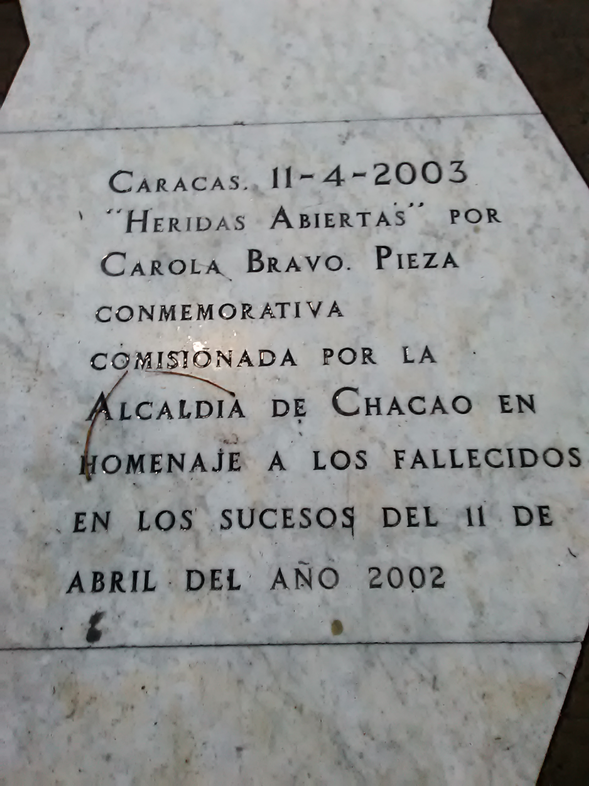 CARACAS. 11-4-2003
"HERIDAS ABIERTAS" POR
CAROLA BRAVO. PIEZA
CONMEMORATIVA
COMISIONADA POR LA
ALCALDIA DE CHACAO EN
HOMENAJE A LOS FALLECIDOS
EN LOS SUCESOS DEL 11 DE
ABRIL DEL AÑO 2002